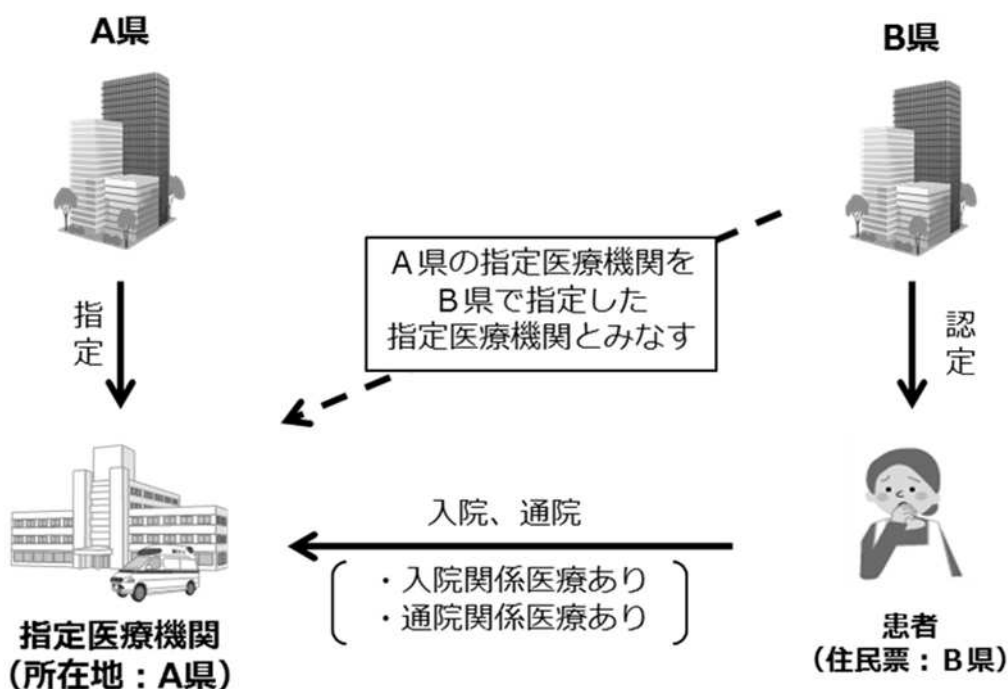 A県
B県
A県の指定医療機関を
B県で指定した
指定医療機関とみなす
指定
認定
入院、通院
・入院関係医療あり
・通院関係医療あり
指定医療機関
（所在地：A県）
患者
（住民票：B県）